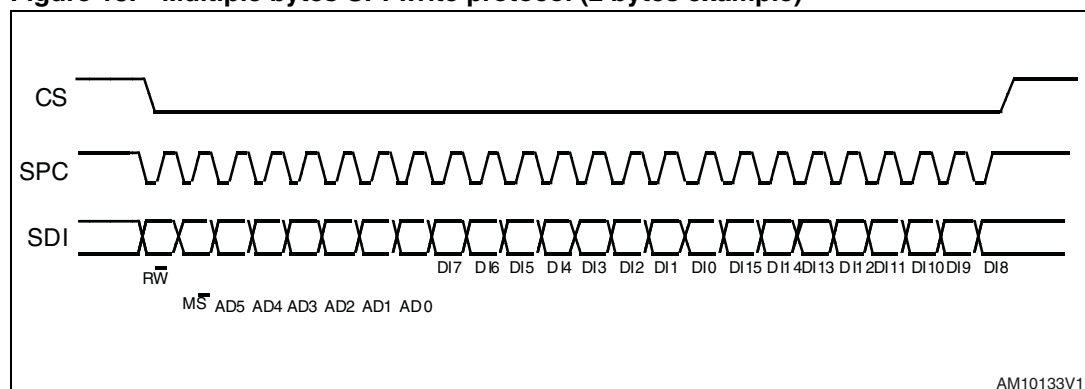 Figure 16. Multiple bytes SPI write protocol (2 bytes example)
CS
SPC
SDI
RW
DI7 DI6 DI5 DI4 DI3 DI2 DI1 DI0 DI15 DI14 DI13 DI12 DI11 DI10 DI9 DI8
MS AD5 AD4 AD3 AD2 AD1 AD0
AM10133V1